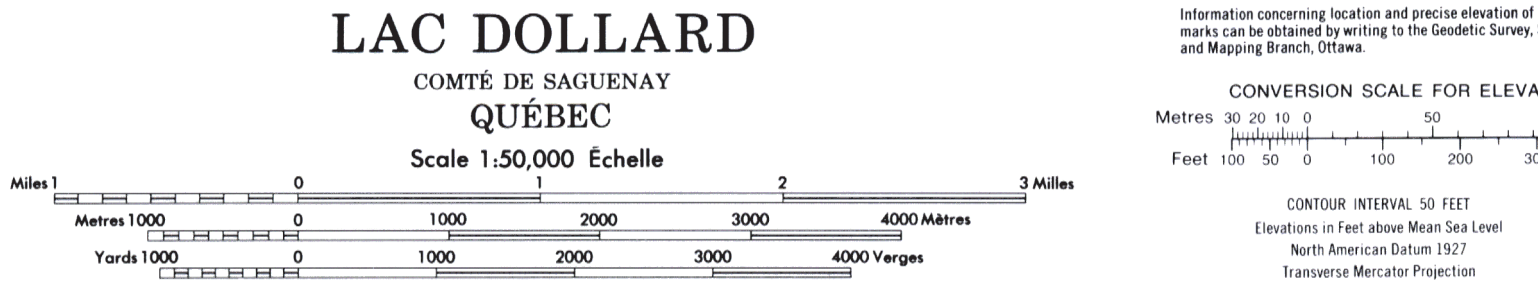 LAC DOLLARD
COMTÉ DE SAGUENAY
QUÉBEC
Scale 1:50,000 Échelle
Miles 1 0 1 2 3 Milles
Metres 1000 0 1000 2000 3000 4000 Mètres
Yards 1000 0 1000 2000 3000 4000 Verges
Information concerning location and precise elevation of
marks can be obtained by writing to the Geodetic Survey,
and Mapping Branch, Ottawa.
CONVERSION SCALE FOR ELEVA
Metres 30 20 10 0 50
Feet 100 50 0 100 200 30
CONTOUR INTERVAL 50 FEET
Elevations in Feet above Mean Sea Level
North American Datum 1927
Transverse Mercator Projection